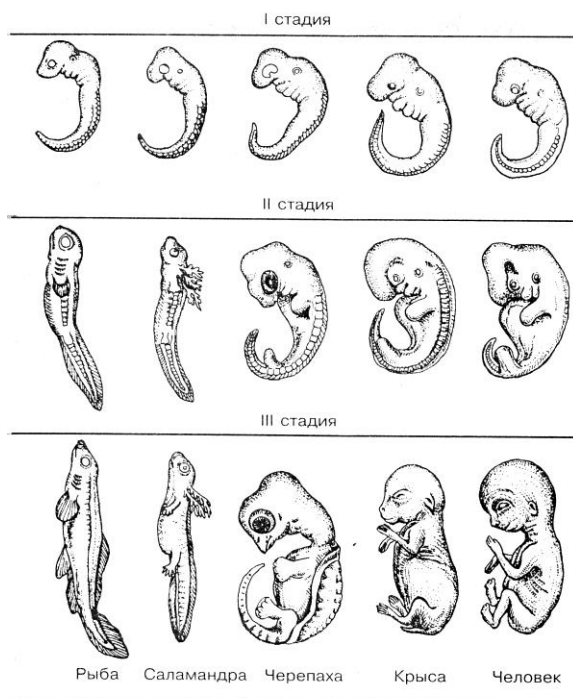 I стадия
II стадия
III стадия
Рыба Саламандра Черепаха Крыса Человек